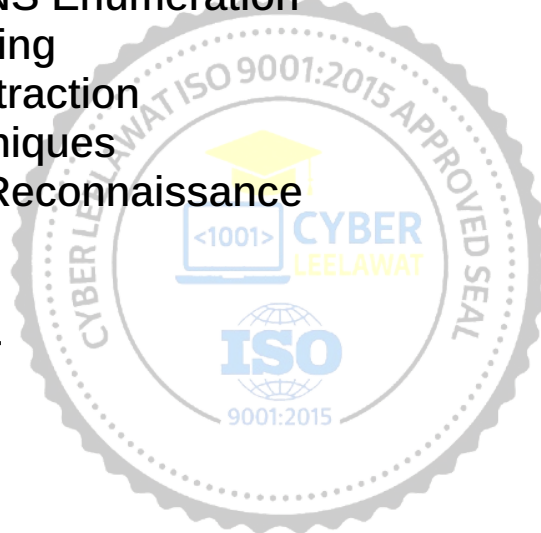 NS Enumeration
ing
traction
niques
Reconnaissance
CYBER LEELAWAT ISO 9001:2015 APPROVED SEAL
<1001> CYBER
LEELAWAT
ISO
9001:2015
.